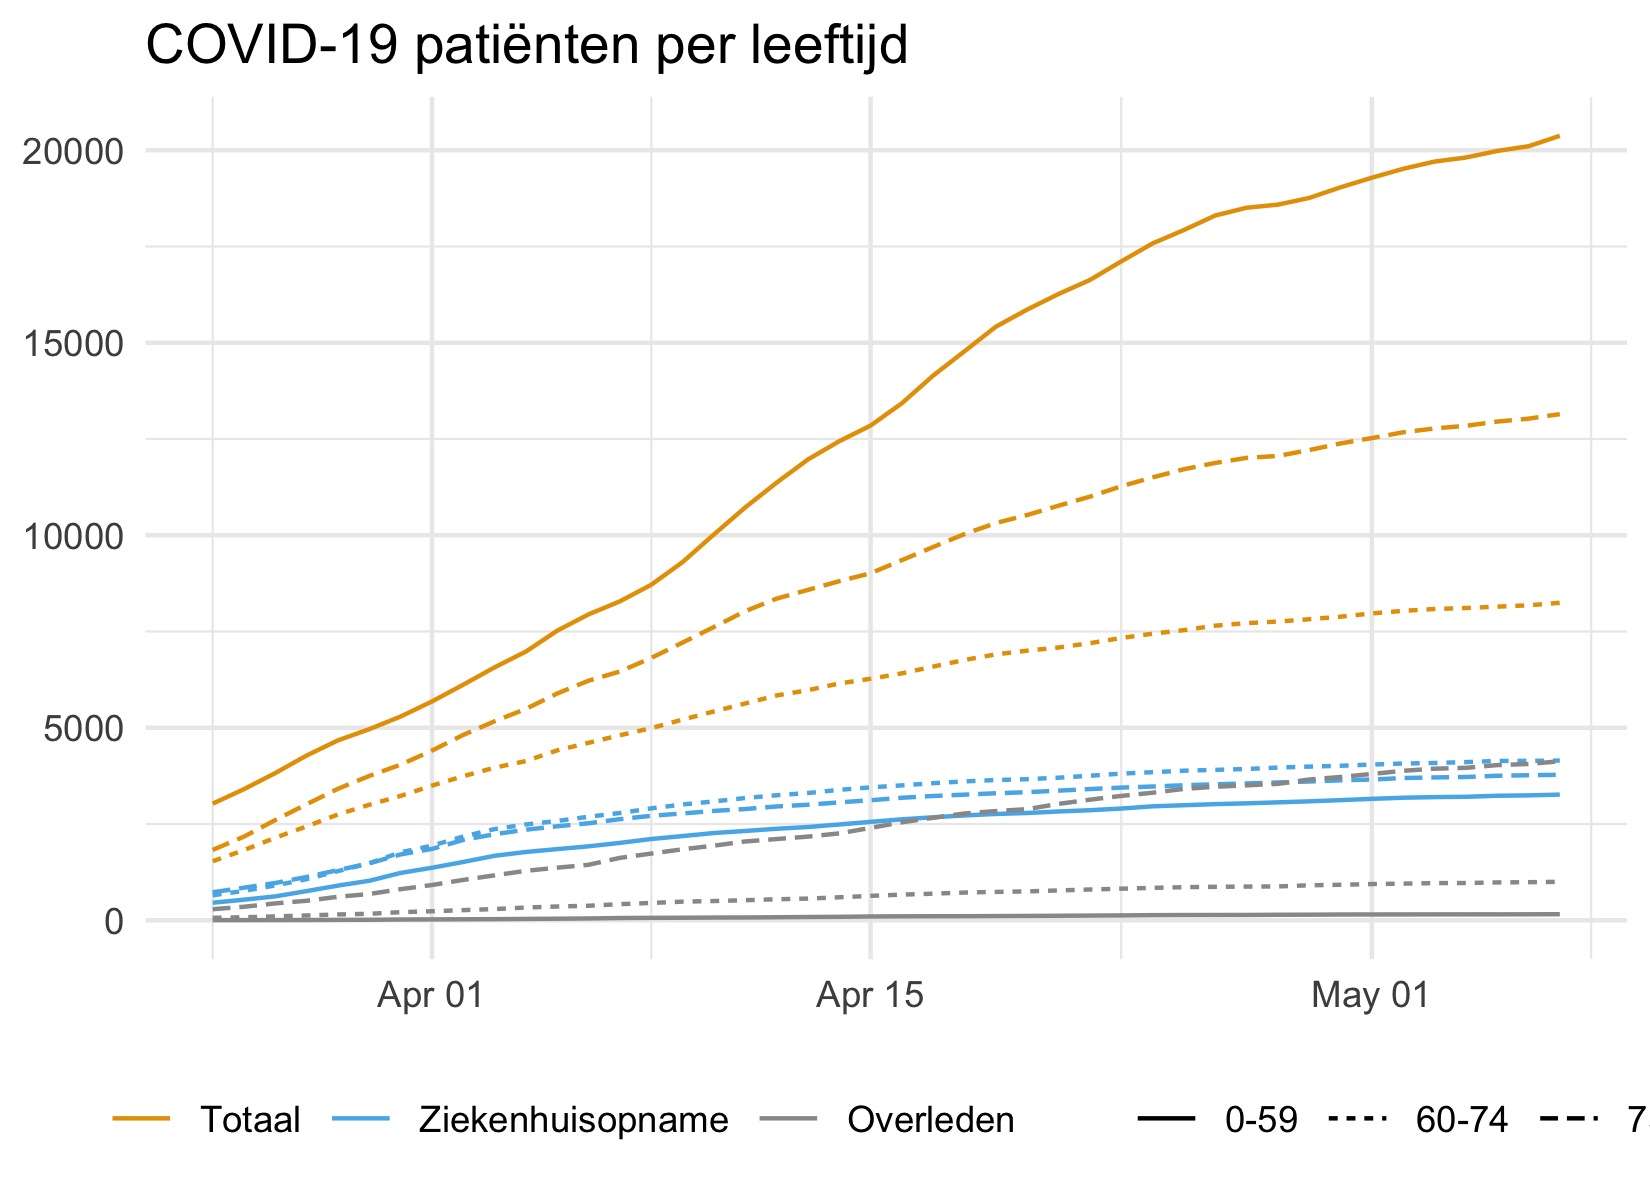 COVID-19 patiënten per leeftijd
20000
15000
10000
5000
0
Apr 01 Apr 15 May 01
Totaal Ziekenhuisopname Overleden 0-59 60-74